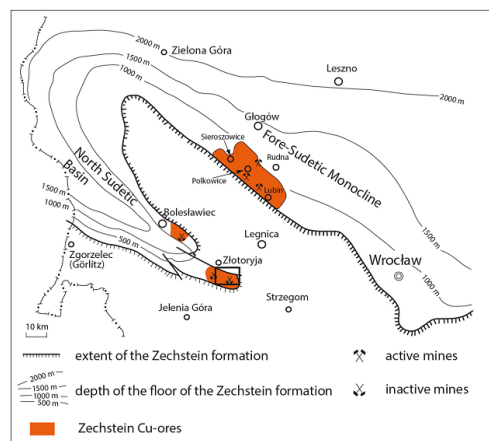 2000 m
1500 m
1000 m
Zielona Góra
Leszno
2000 m
Głogów
Sieroszowice
Rudna
Polkowice
Lubin
Fore-Sudetic Monocline
North Sudetic
Basin
1500 m
1000 m
500 m
Bolesławiec
Legnica
1500 m
1000 m
Wrocław
Zgorzelec
(Görlitz)
Złotoryja
Jelenia Góra
Strzegom
10 km
extent of the Zechstein formation
active mines
2000 m
1500 m
1000 m
500 m
depth of the floor of the Zechstein formation
inactive mines
Zechstein Cu-ores